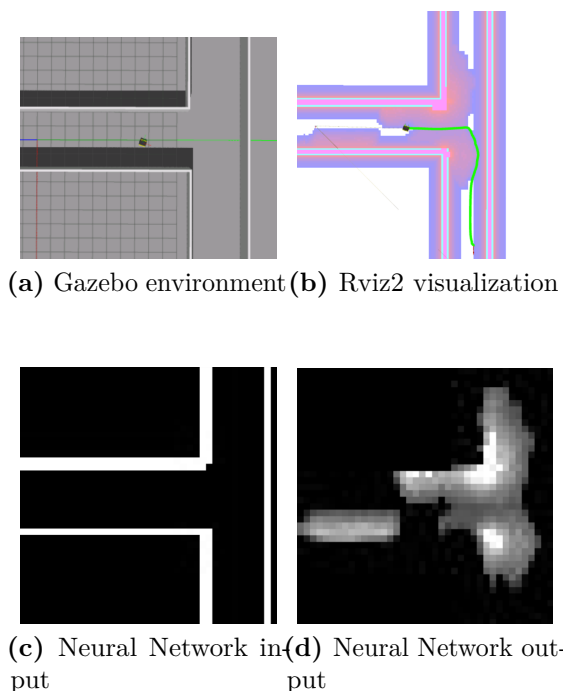 (a) Gazebo environment
(b) Rviz2 visualization
(c) Neural Network in-
put
(d) Neural Network out-
put